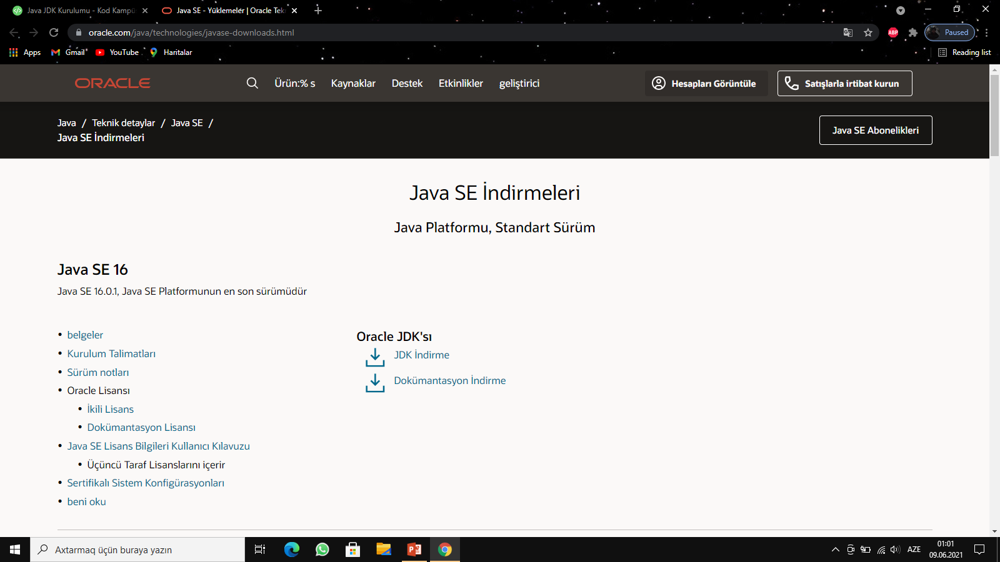 Java JDK Kurulumu - Kod Kampü
Java SE - Yüklemeler | Oracle Tek
oracle.com/java/technologies/javase-downloads.html
ABP
Paused
Apps
Gmail
YouTube
Haritalar
Reading list
ORACLE
Ürün:% s
Kaynaklar
Destek
Etkinlikler
geliştirici
Hesapları Görüntüle
Satışlarla irtibat kurun
Java / Teknik detaylar / Java SE /
Java SE İndirmeleri
Java SE Abonelikleri
Java SE İndirmeleri
Java Platformu, Standart Sürüm
Java SE 16
Java SE 16.0.1, Java SE Platformunun en son sürümüdür
• belgeler
• Kurulum Talimatları
• Sürüm notları
• Oracle Lisansı
• İkili Lisans
• Dokümantasyon Lisansı
• Java SE Lisans Bilgileri Kullanıcı Kılavuzu
• Üçüncü Taraf Lisanslarını içerir
• Sertifikalı Sistem Konfigürasyonları
• beni oku
Oracle JDK'sı
JDK İndirme
Dokümantasyon İndirme
Axtarmaq üçün buraya yazın
AZE
01:01
09.06.2021